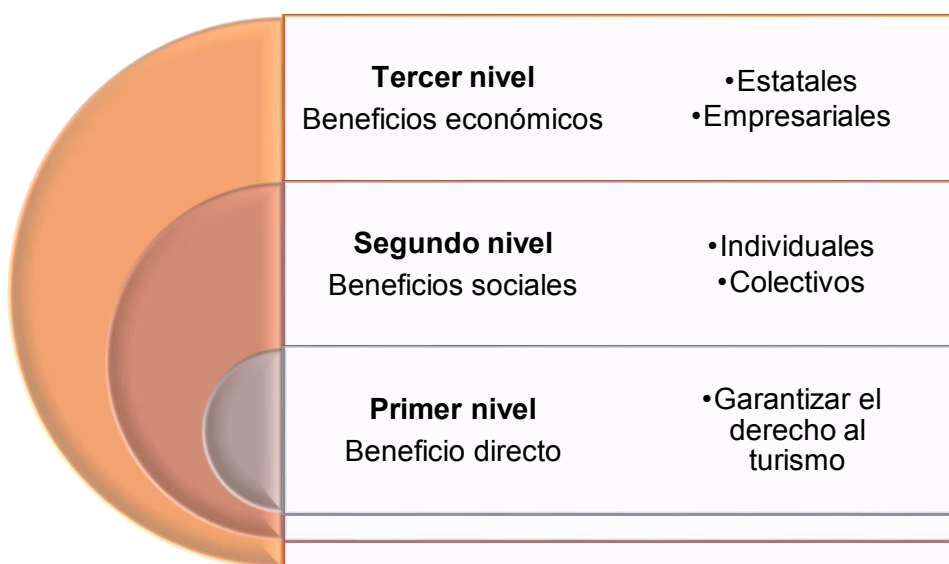 Tercer nivel
Beneficios económicos
•Estatales
•Empresariales
Segundo nivel
Beneficios sociales
•Individuales
•Colectivos
Primer nivel
Beneficio directo
•Garantizar el
derecho al
turismo